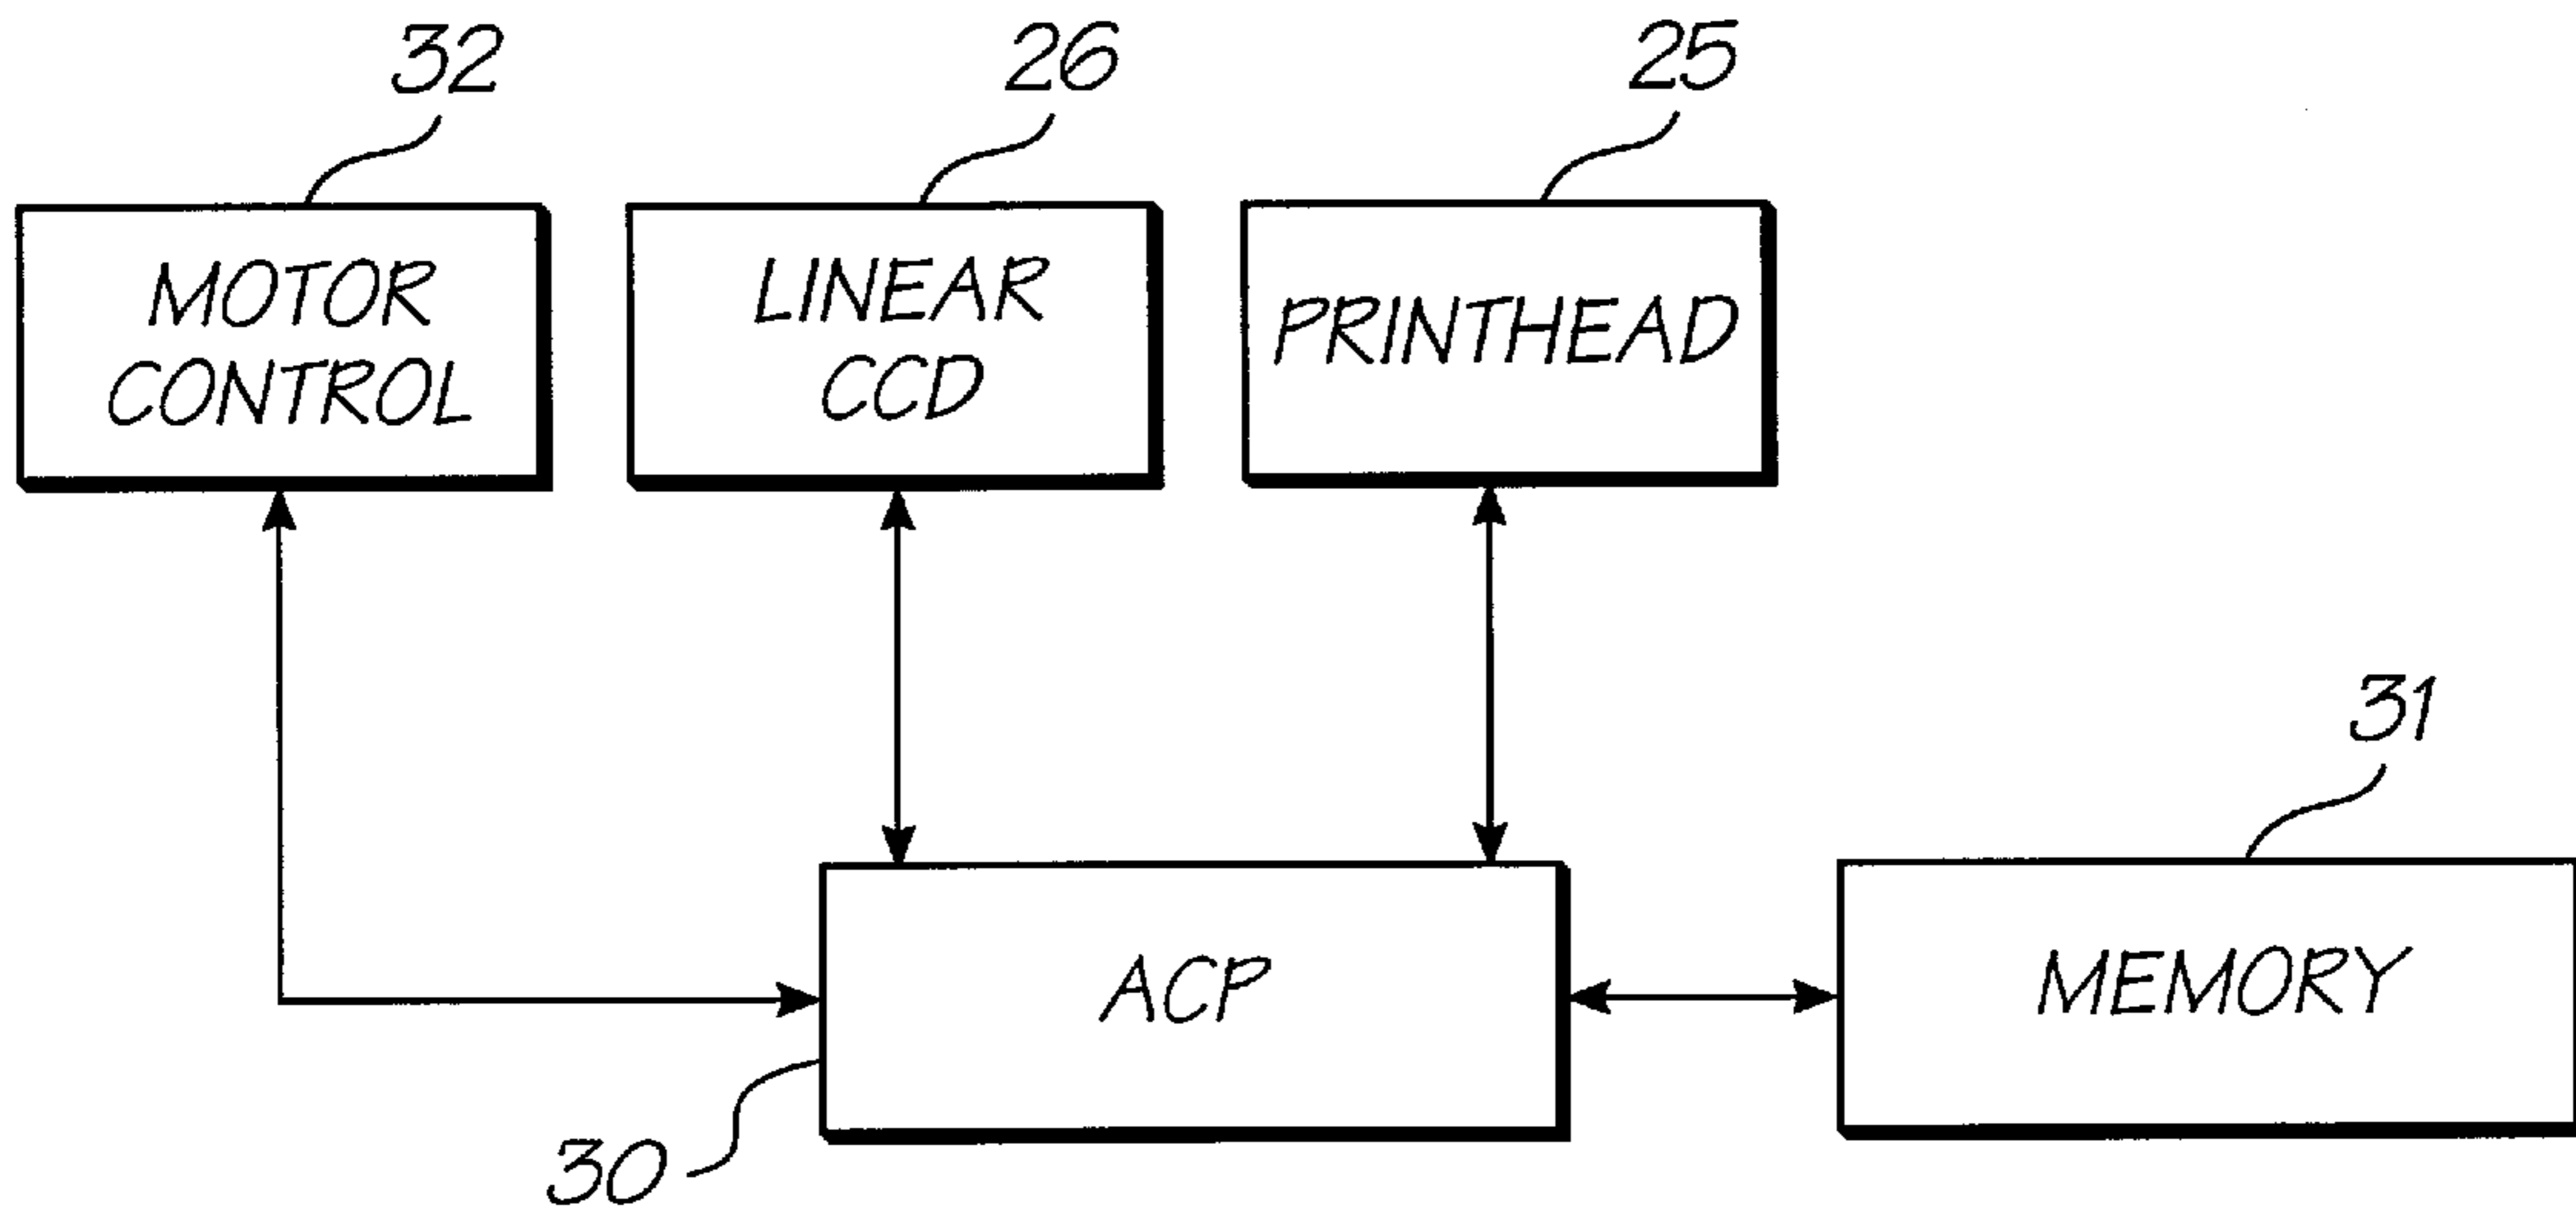 32
26
25
MOTOR
CONTROL
LINEAR
CCD
PRINTHEAD
31
ACP
MEMORY
30